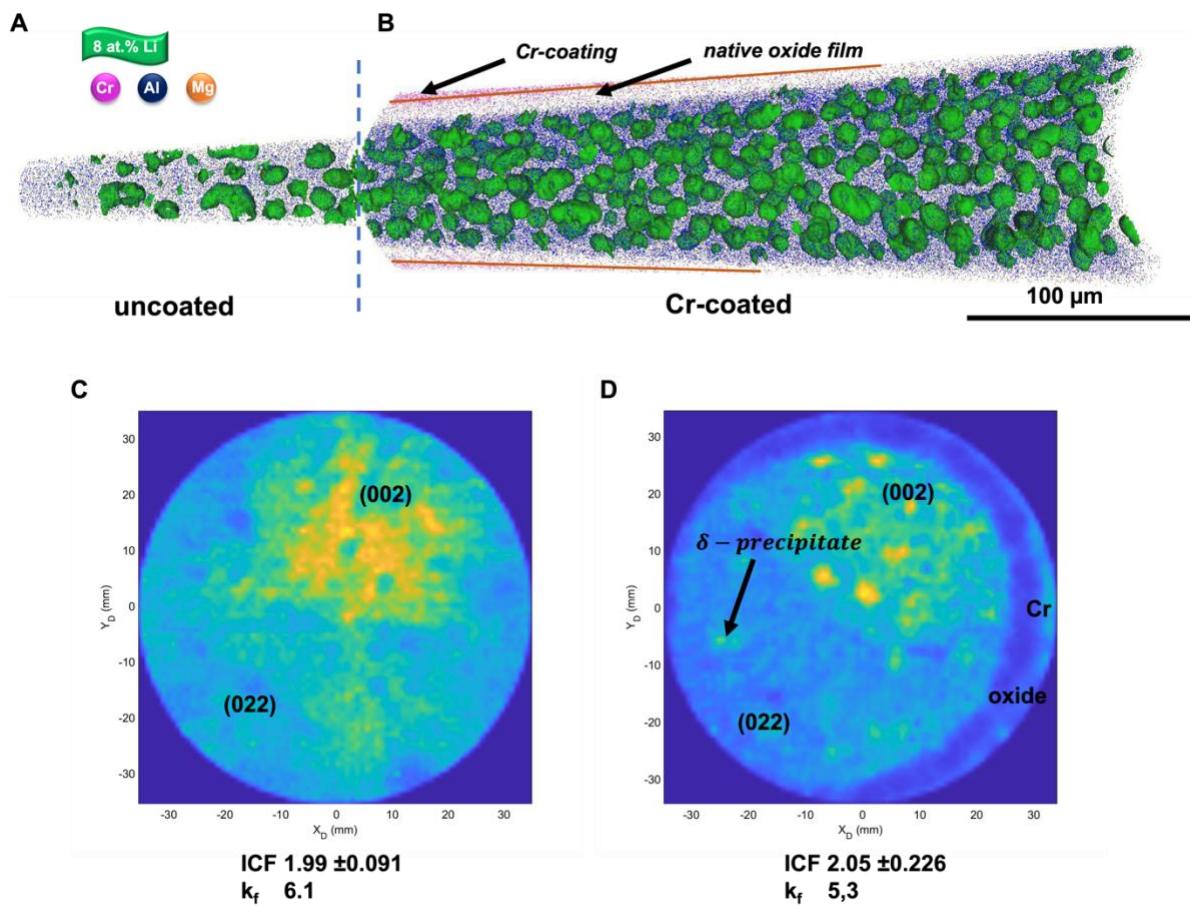 A
B
8 at.% Li
Cr
Al
Mg
Cr-coating
native oxide film
uncoated
Cr-coated
100 µm
C
D
30
20
10
0
-10
-20
-30
Y_D (mm)
(002)
(022)
-30 -20 -10 0 10 20 30
X_D (mm)
ICF 1.99 ±0.091
k_f 6.1
30
20
10
0
-10
-20
-30
Y_D (mm)
(002)
δ − precipitate
Cr
oxide
(022)
-30 -20 -10 0 10 20 30
X_D (mm)
ICF 2.05 ±0.226
k_f 5,3